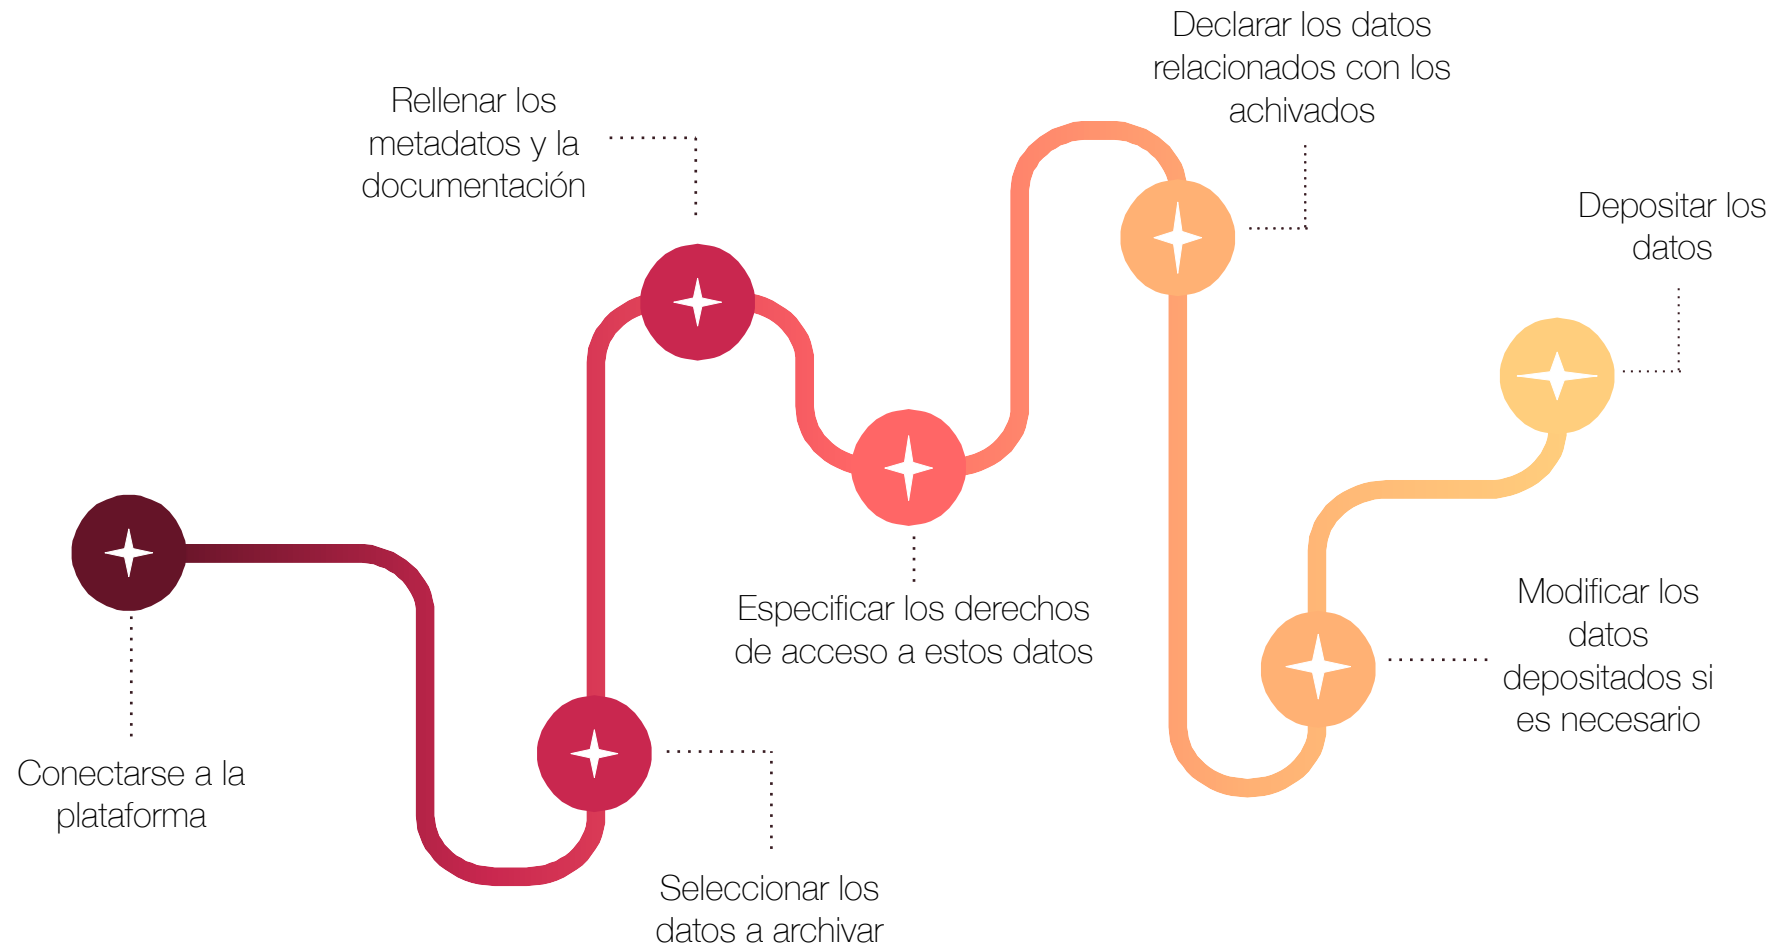 Conectarse a la
plataforma
Seleccionar los
datos a archivar
Rellenar los
metadatos y la
documentación
Especificar los derechos
de acceso a estos datos
Declarar los datos
relacionados con los
achivados
Modificar los
datos
depositados si
es necesario
Depositar los
datos